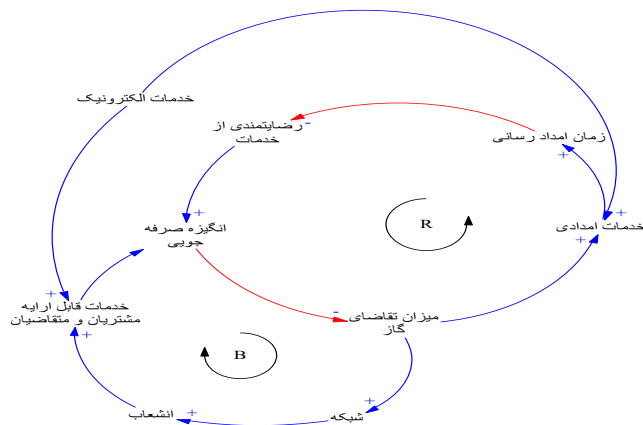 خدمات الکترونیک
رضایتمندی از
خدمات
-
زمان امداد رسانی
+
خدمات امدادی
+
+
انگیزه صرفه
جویی
+
R
خدمات قابل ارایه
مشتریان و متقاضیان
+
+
میزان تقاضای
گاز
-
B
انشعاب
+
شبکه
+